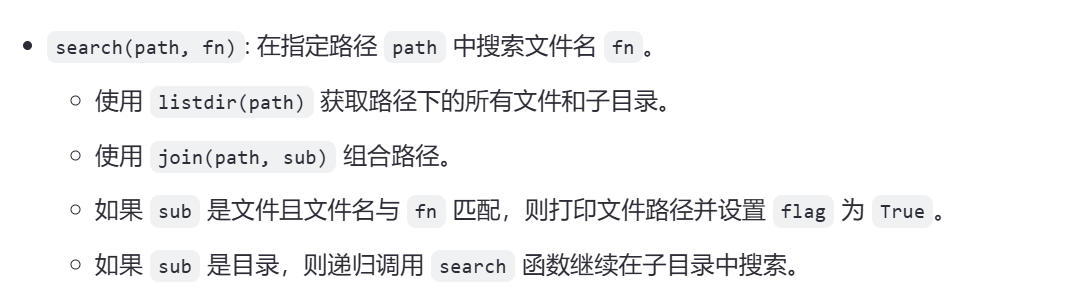 search(path, fn): 在指定路径 path 中搜索文件名 fn。
使用 listdir(path) 获取路径下的所有文件和子目录。
使用 join(path, sub) 组合路径。
如果 sub 是文件且文件名与 fn 匹配，则打印文件路径并设置 flag 为 True。
如果 sub 是目录，则递归调用 search 函数继续在子目录中搜索。